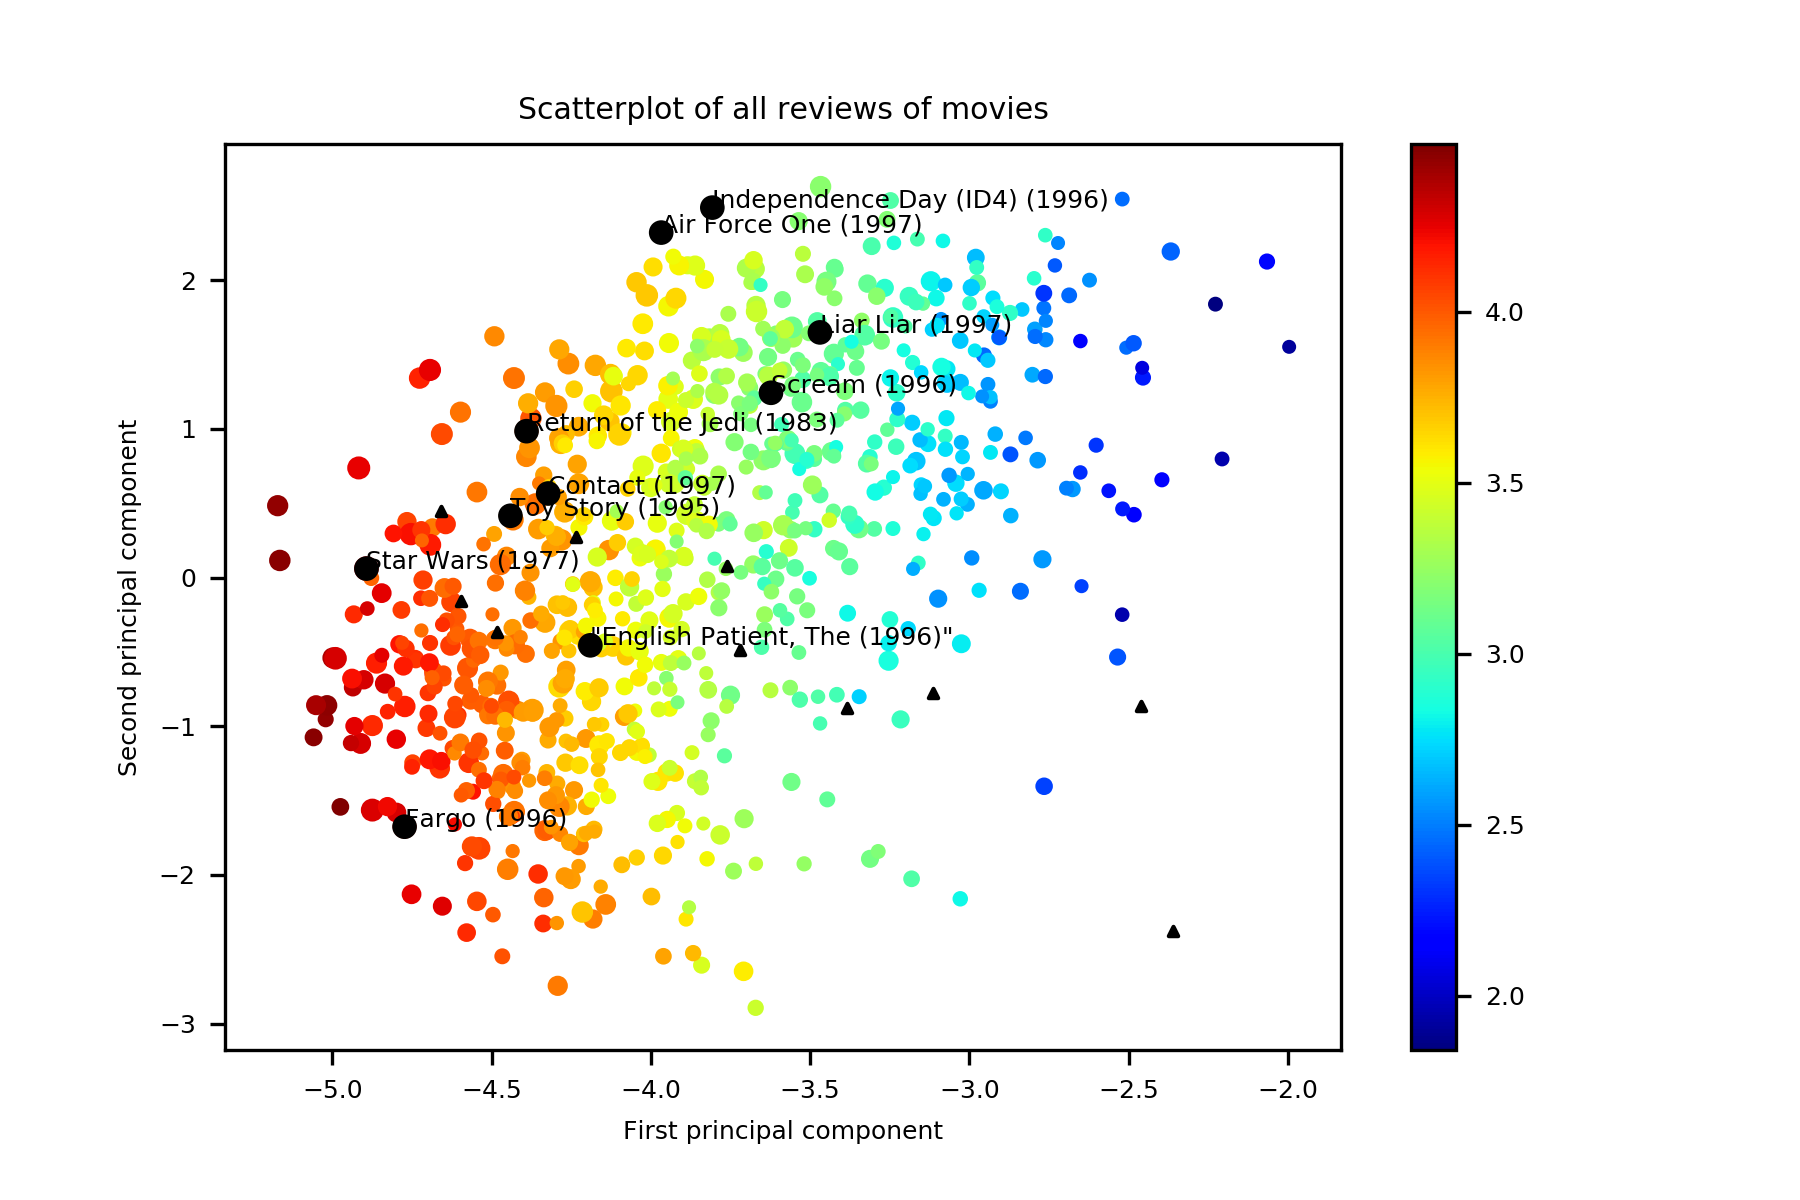 Scatterplot of all reviews of movies
Independence Day (ID4) (1996)
Air Force One (1997)
Liar Liar (1997)
Scream (1996)
Return of the Jedi (1983)
Contact (1997)
Toy Story (1995)
Star Wars (1977)
"English Patient, The (1996)"
Fargo (1996)
2
1
0
−1
−2
−3
Second principal component
−5.0 −4.5 −4.0 −3.5 −3.0 −2.5 −2.0
First principal component
4.0
3.5
3.0
2.5
2.0